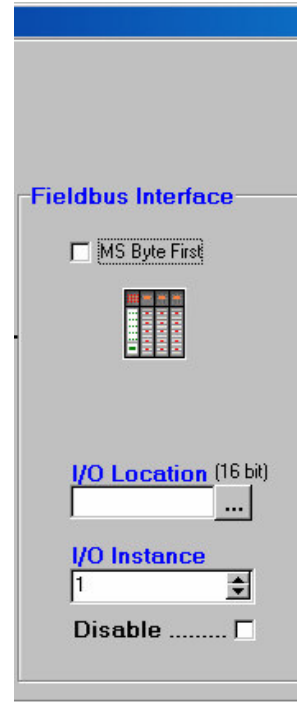 Fieldbus Interface
MS Byte First
I/O Location (16 bit)
...
I/O Instance
1
Disable .........